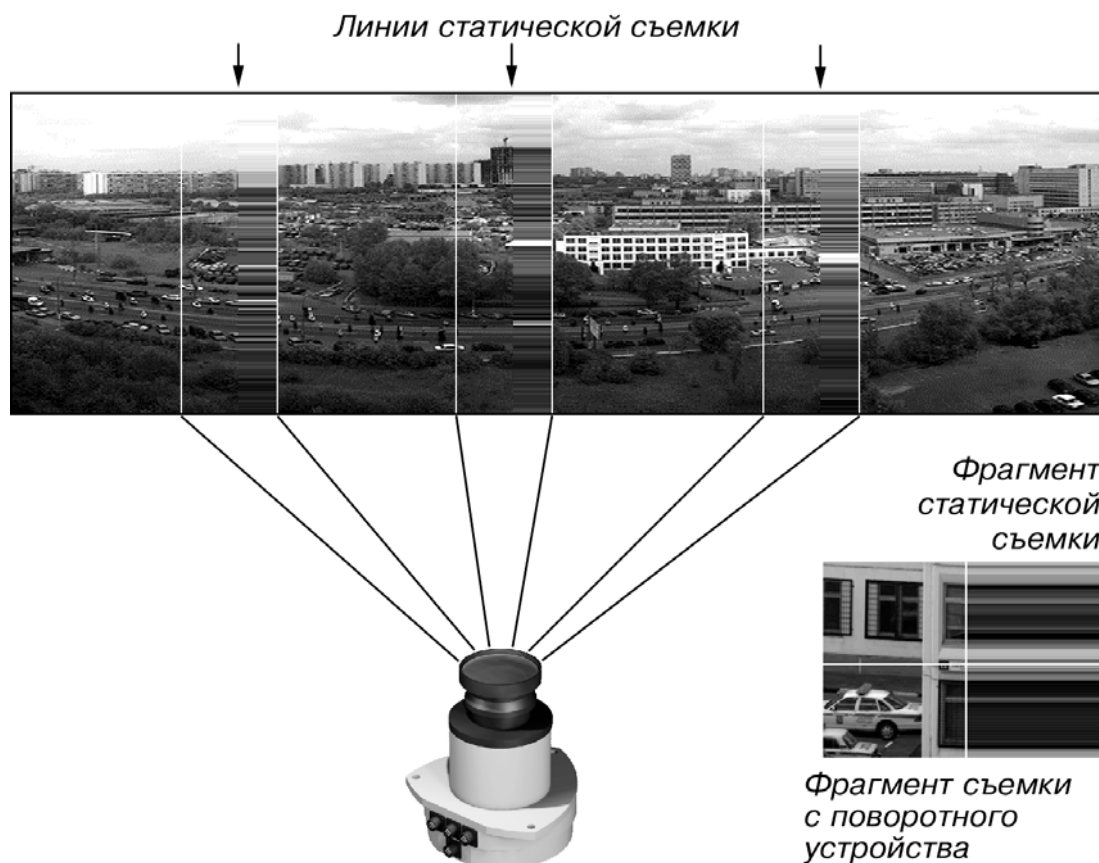 Линии статической съемки
Фрагмент
статической
съемки
Фрагмент съемки
с поворотного
устройства